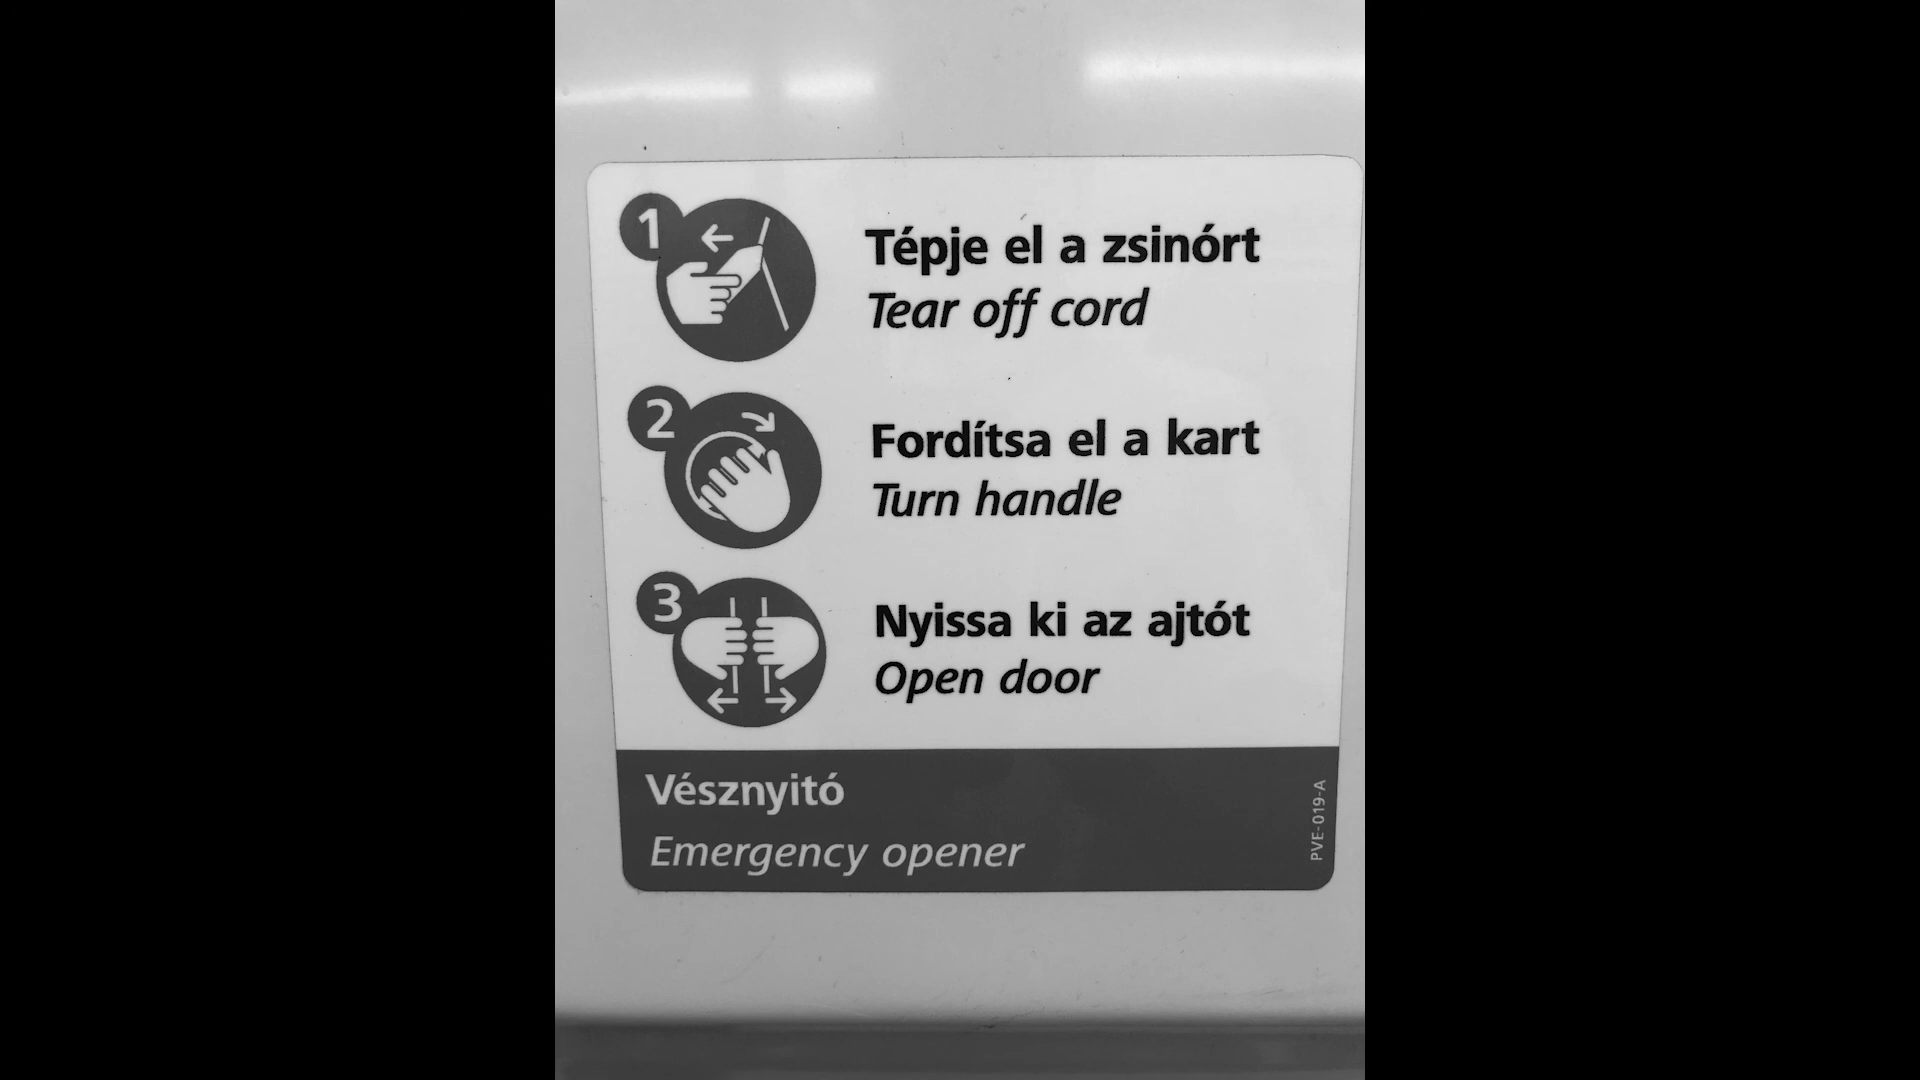 1
Tépje el a zsinórt
Tear off cord
2
Fordítsa el a kart
Turn handle
3
Nyissa ki az ajtót
Open door
Vésznyitó
Emergency opener
PVE-019-A